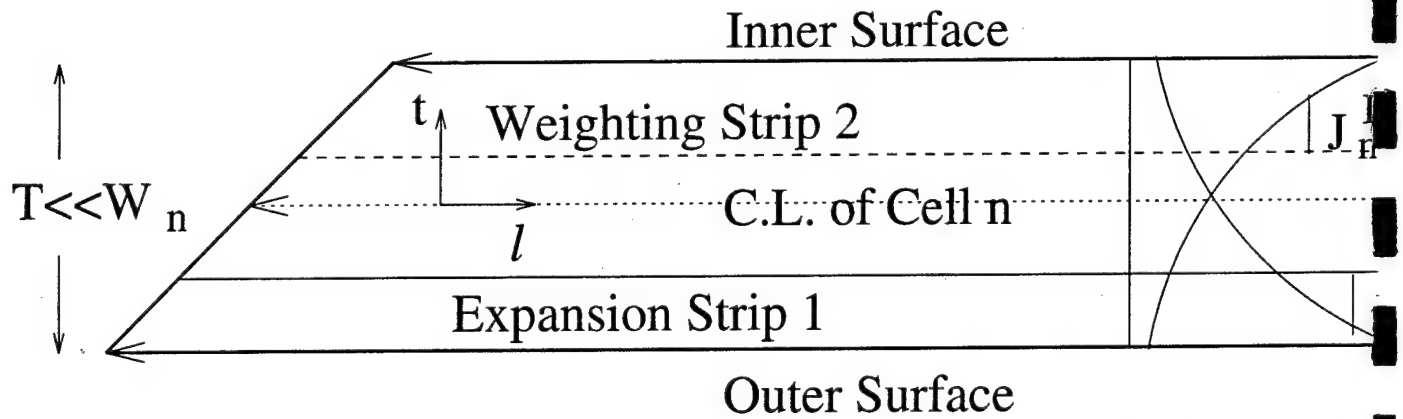 Inner Surface
t
Weighting Strip 2
J n
T<<W n
C.L. of Cell n
l
Expansion Strip 1
Outer Surface